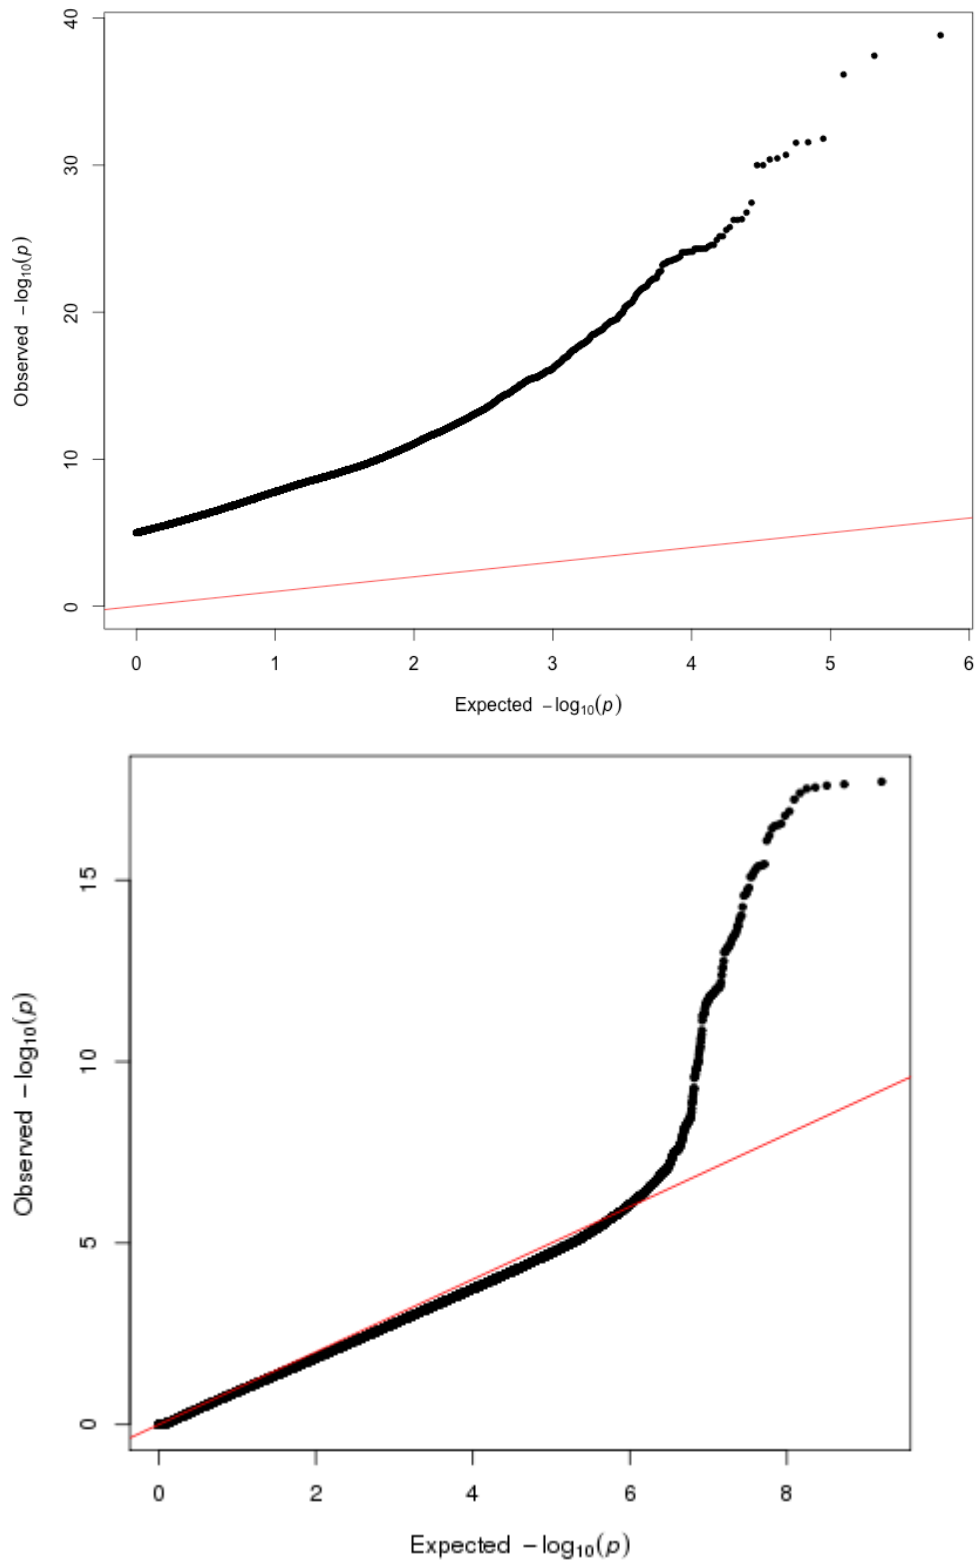 40
30
20
10
0
Observed −log₁₀(p)
0 1 2 3 4 5 6
Expected −log₁₀(p)
15
10
5
0
Observed −log₁₀(p)
0 2 4 6 8
Expected −log₁₀(p)